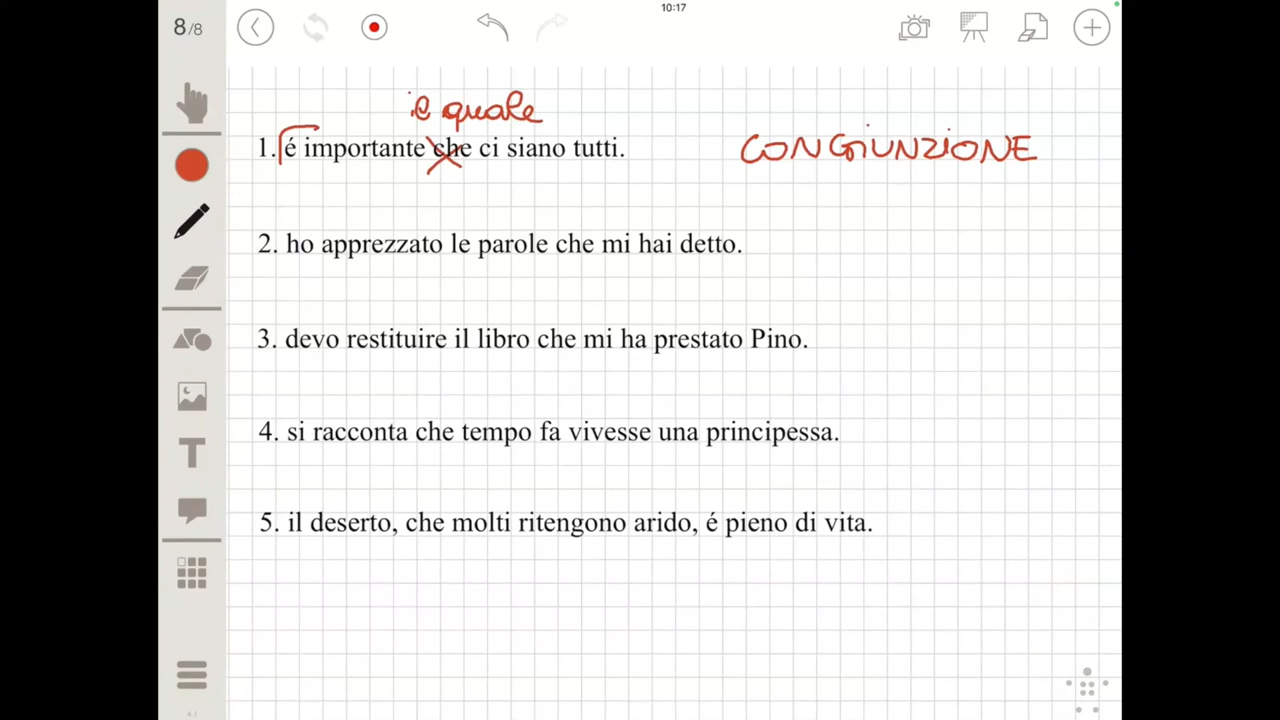 10:17
8/8
il quale
1. é importante che ci siano tutti. CONGIUNZIONE
2. ho apprezzato le parole che mi hai detto.
3. devo restituire il libro che mi ha prestato Pino.
4. si racconta che tempo fa vivesse una principessa.
5. il deserto, che molti ritengono arido, é pieno di vita.
T